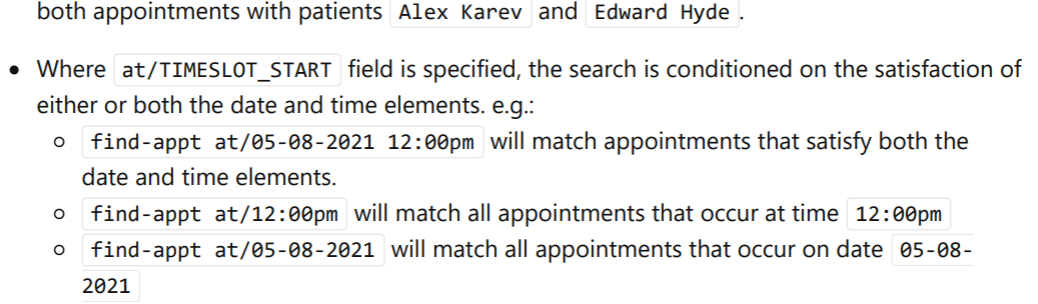 both appointments with patients Alex Karev and Edward Hyde .
• Where at/TIMESLOT_START field is specified, the search is conditioned on the satisfaction of
either or both the date and time elements. e.g.:
○ find-appt at/05-08-2021 12:00pm will match appointments that satisfy both the
date and time elements.
○ find-appt at/12:00pm will match all appointments that occur at time 12:00pm
○ find-appt at/05-08-2021 will match all appointments that occur on date 05-08-
2021